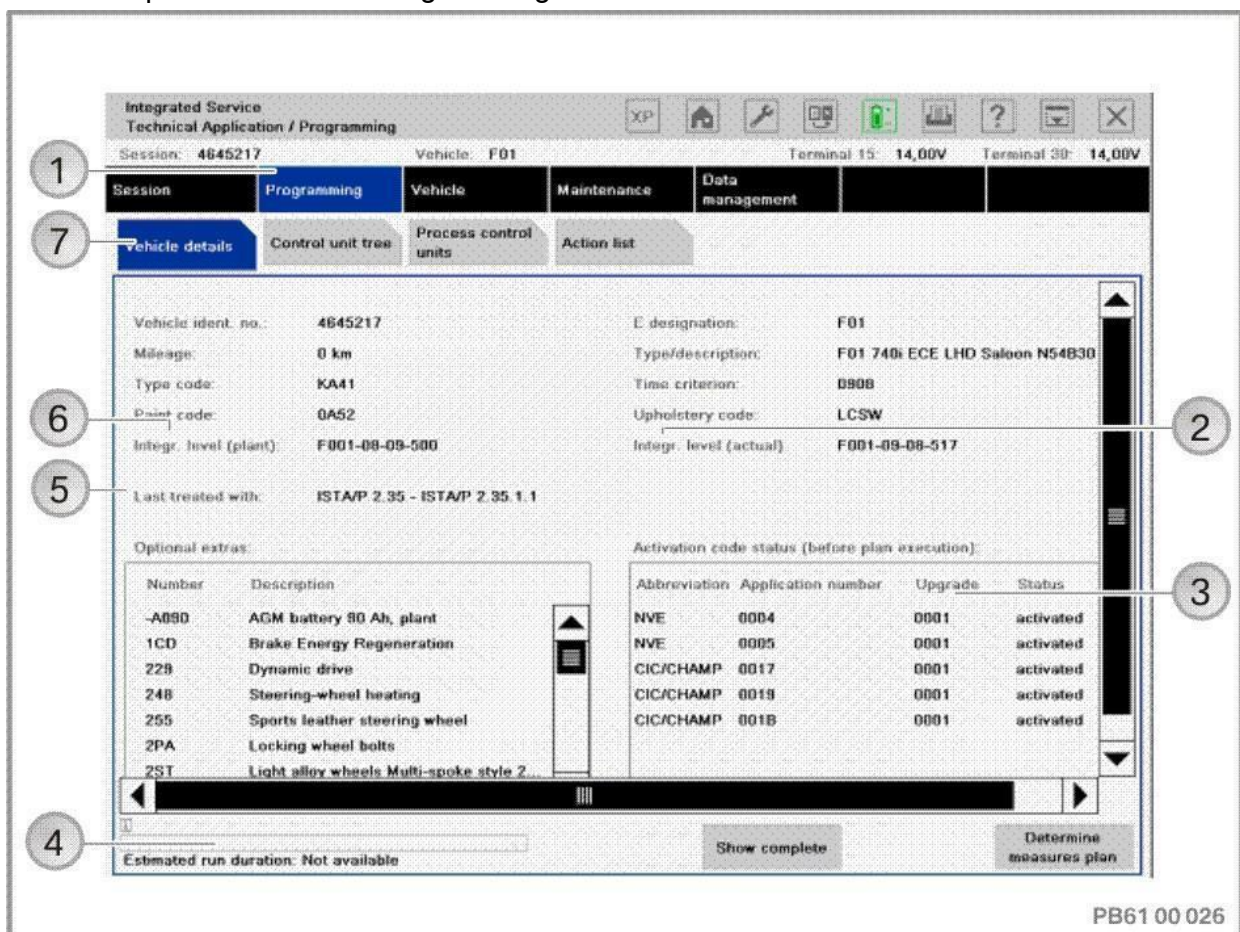 Integrated Service
Technical Application / Programming
XP
?
Session: 4645217 Vehicle: F01 Terminal 15: 14,00V Terminal 30: 14,00V
1
Session Programming Vehicle Maintenance Data management
7
Vehicle details Control unit tree Process control units Action list
Vehicle ident. no.: 4645217 E designation: F01
Mileage: 0 km Type/description: F01 740i ECE LHD Saloon N54B30
Type code: KA41 Time criterion: 0908
6
Paint code: 0A52 Upholstery code: LCSW
2
Integr. level (plant): F001-08-09-500 Integr. level (actual) F001-09-08-517
5
Last treated with: ISTA/P 2.35 - ISTA/P 2.35.1.1
Optional extras: Activation code status (before plan execution):
Number Description Abbreviation Application number Upgrade Status
3
-A090 AGM battery 90 Ah, plant NVE 0004 0001 activated
1CD Brake Energy Regeneration NVE 0005 0001 activated
229 Dynamic drive CIC/CHAMP 0017 0001 activated
248 Steering-wheel heating CIC/CHAMP 0019 0001 activated
255 Sports leather steering wheel CIC/CHAMP 001B 0001 activated
2PA Locking wheel bolts
2ST Light alloy wheels Multi-spoke style 2...
4
Estimated run duration: Not available
Show complete
Determine measures plan
PB61 00 026